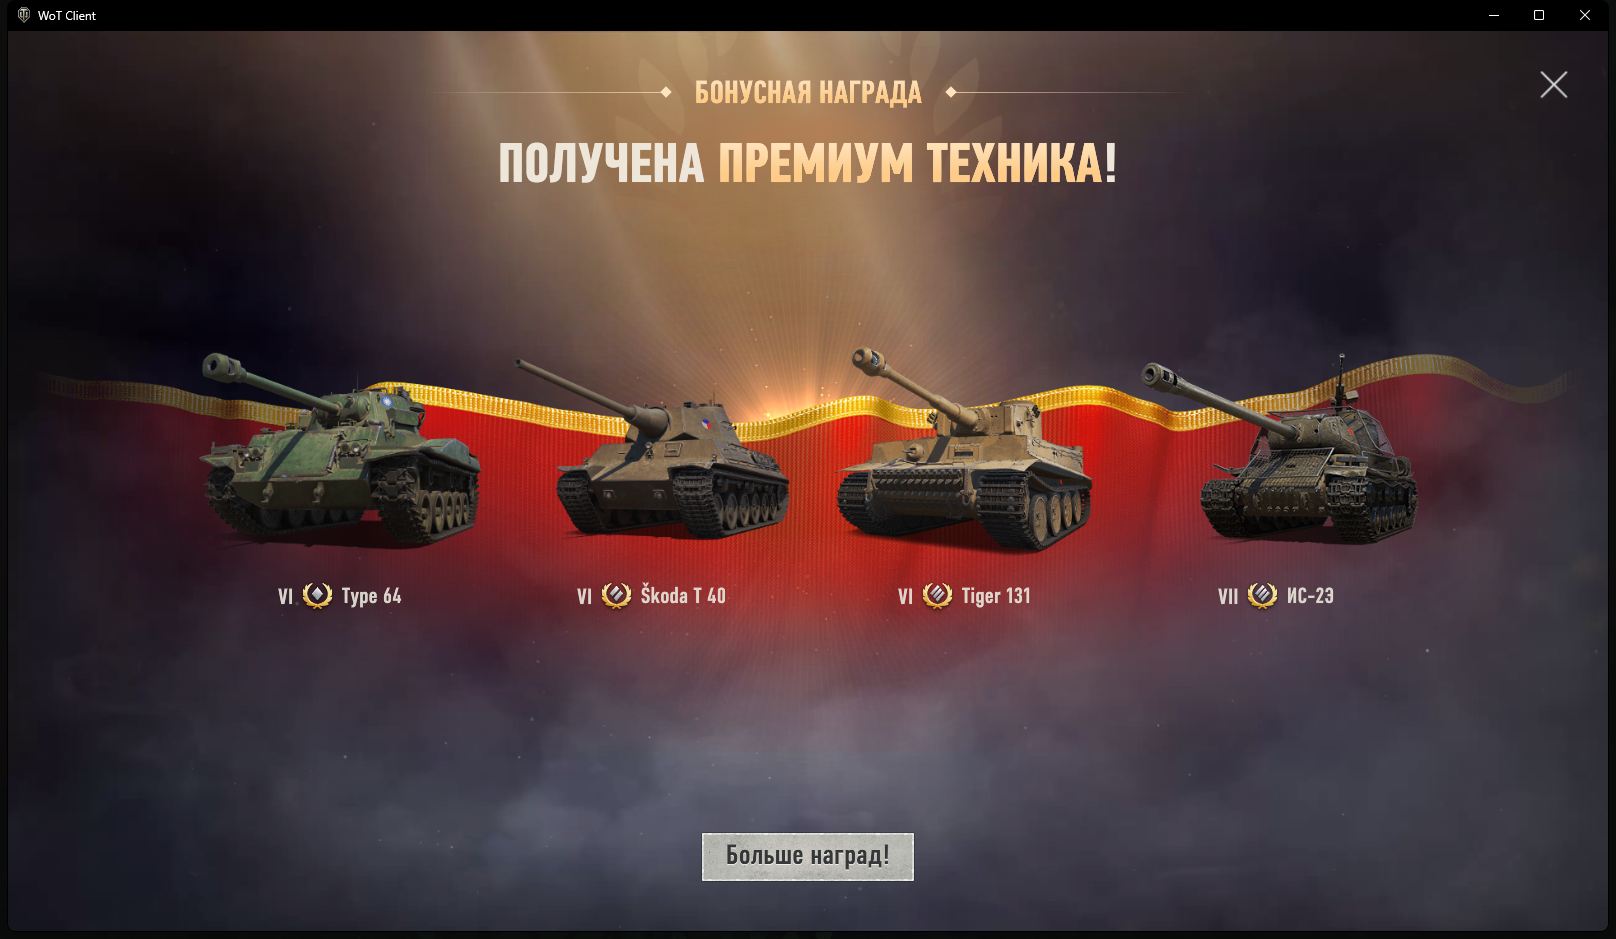 WoT Client
БОНУСНАЯ НАГРАДА
ПОЛУЧЕНА ПРЕМИУМ ТЕХНИКА!
VI Type 64
VI Škoda T 40
VI Tiger 131
VII ИС-2Э
Больше наград!